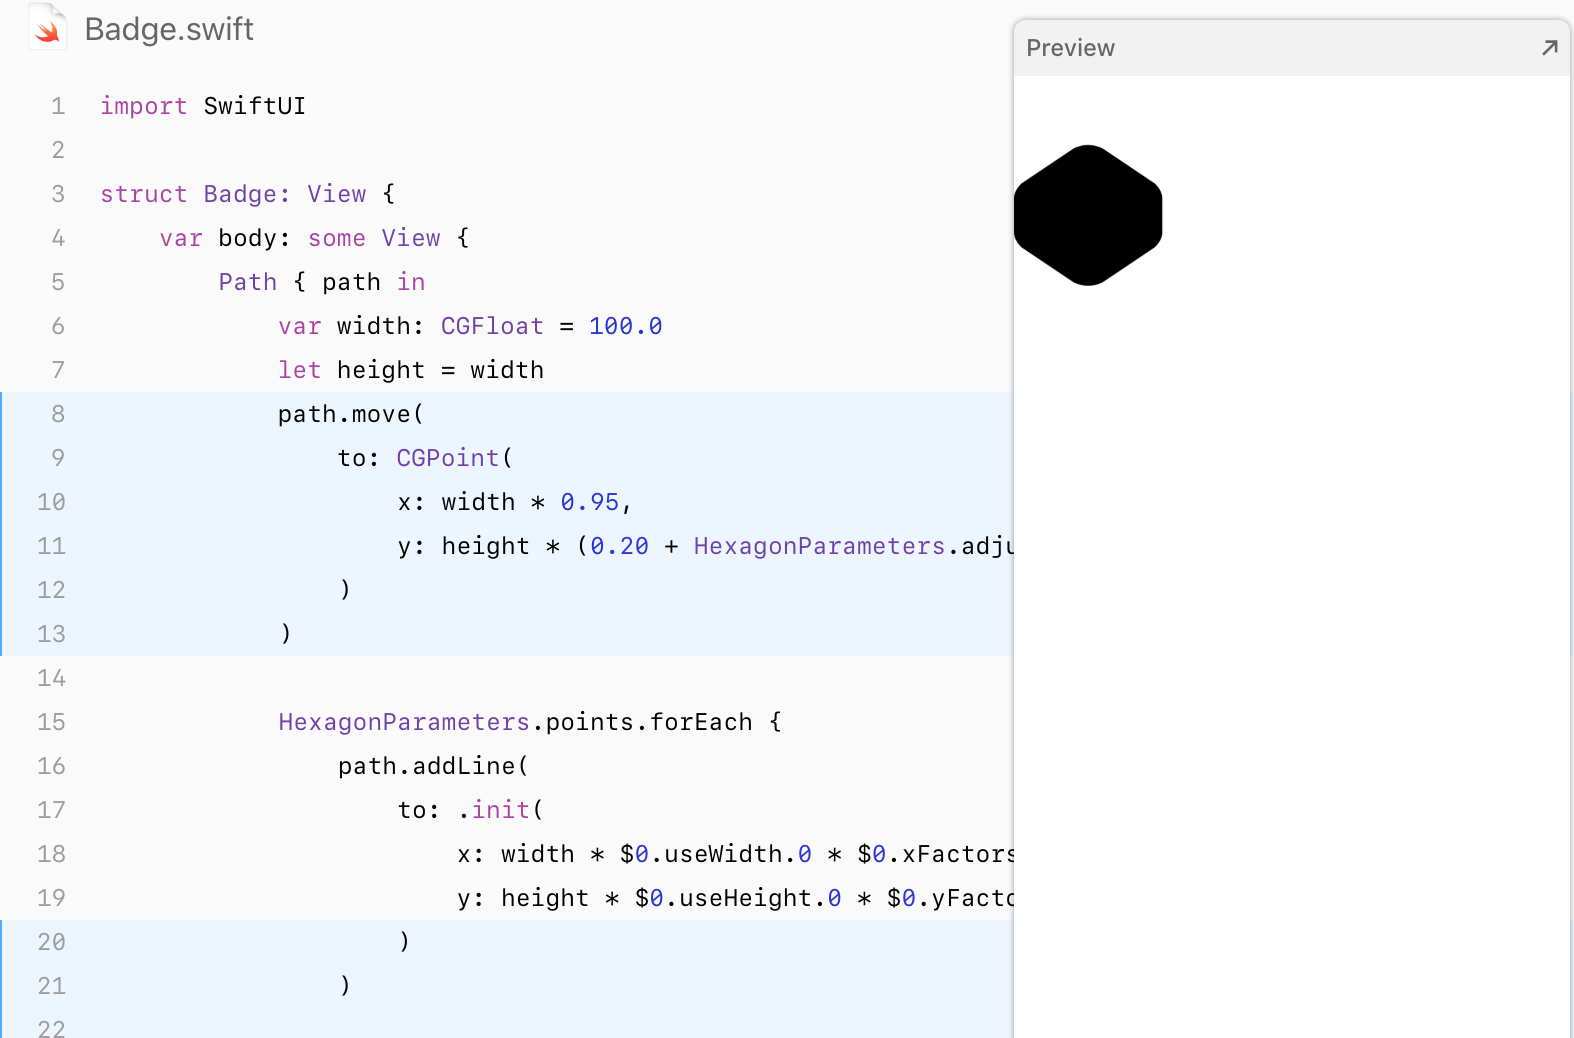 Badge.swift
Preview
1 import SwiftUI
2
3 struct Badge: View {
4 var body: some View {
5 Path { path in
6 var width: CGFloat = 100.0
7 let height = width
8 path.move(
9 to: CGPoint(
10 x: width * 0.95,
11 y: height * (0.20 + HexagonParameters.adju
12 )
13 )
14
15 HexagonParameters.points.forEach {
16 path.addLine(
17 to: .init(
18 x: width * $0.useWidth.0 * $0.xFactors
19 y: height * $0.useHeight.0 * $0.yFacto
20 )
21 )
22